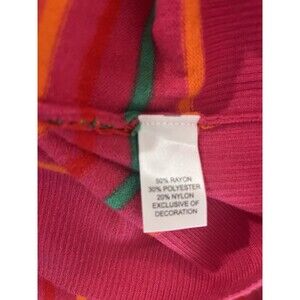 50% RAYON
30% POLYESTER
20% NYLON
EXCLUSIVE OF
DECORATION